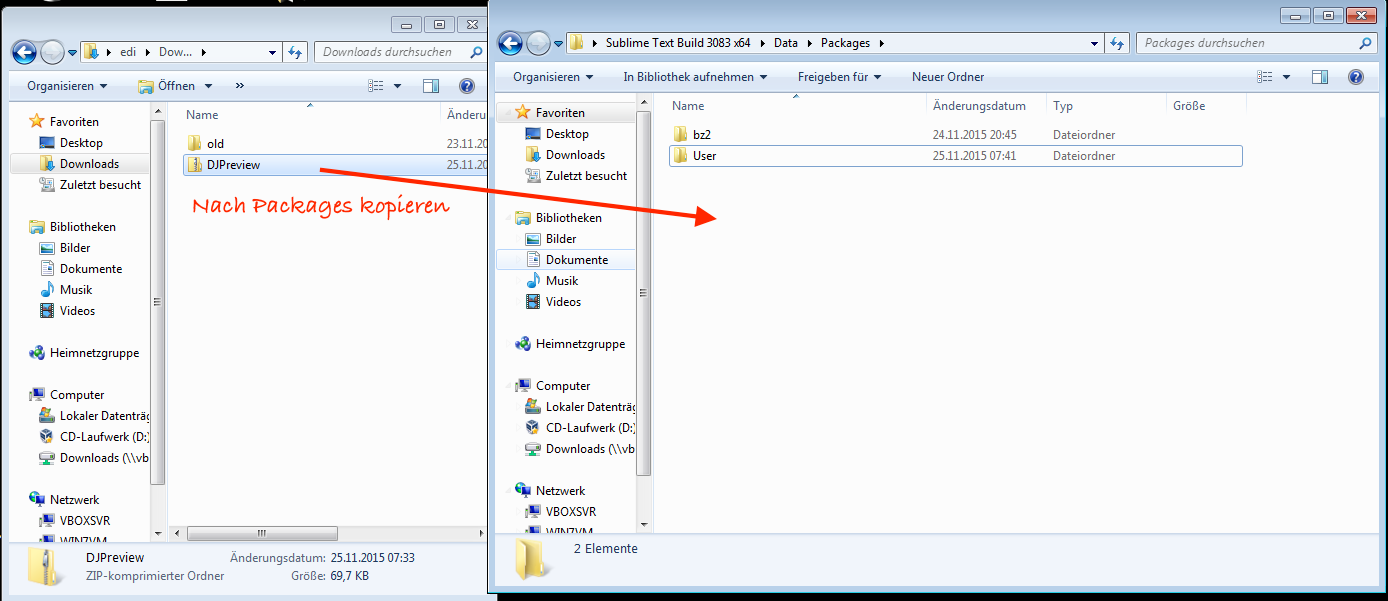 edi Dow...
Downloads durchsuchen
Organisieren Öffnen »
Name Änderu
Favoriten
Desktop
Downloads
Zuletzt besucht
Bibliotheken
Bilder
Dokumente
Musik
Videos
Heimnetzgruppe
Computer
Lokaler Datenträg
CD-Laufwerk (D:)
Downloads (\\vb
Netzwerk
VBOXSVR
WIN7VM
old 23.11.20
DJPreview 25.11.20
Nach Packages kopieren
DJPreview Änderungsdatum: 25.11.2015 07:33
ZIP-komprimierter Ordner Größe: 69,7 KB
Sublime Text Build 3083 x64 Data Packages
Packages durchsuchen
Organisieren In Bibliothek aufnehmen Freigeben für Neuer Ordner
Name Änderungsdatum Typ Größe
Favoriten
Desktop
Downloads
Zuletzt besucht
Bibliotheken
Bilder
Dokumente
Musik
Videos
Heimnetzgruppe
Computer
Lokaler Datenträg
CD-Laufwerk (D:)
Downloads (\\vb
Netzwerk
VBOXSVR
WIN7VM
bz2 24.11.2015 20:45 Dateiordner
User 25.11.2015 07:41 Dateiordner
2 Elemente